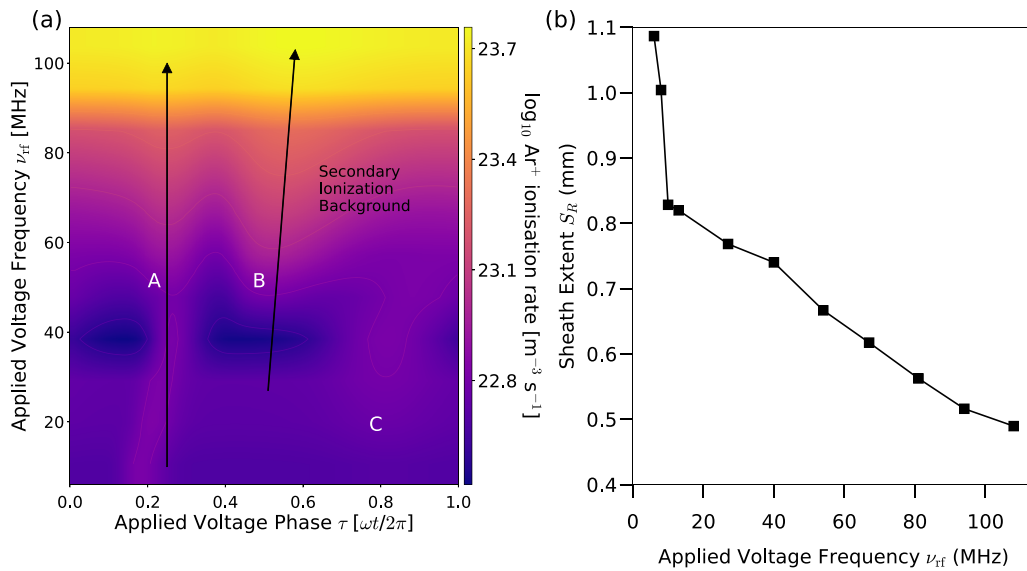 (a)
Applied Voltage Frequency νrf [MHz]
100
80
60
40
20
0.0
0.2
0.4
0.6
0.8
1.0
Applied Voltage Phase τ [ωt/2π]
A
B
C
Secondary
Ionization
Background
23.7
23.4
23.1
22.8
log10 Ar+ ionisation rate [m−3 s−1]
(b)
Sheath Extent SR (mm)
1.1
1.0
0.9
0.8
0.7
0.6
0.5
0.4
0
20
40
60
80
100
Applied Voltage Frequency νrf (MHz)